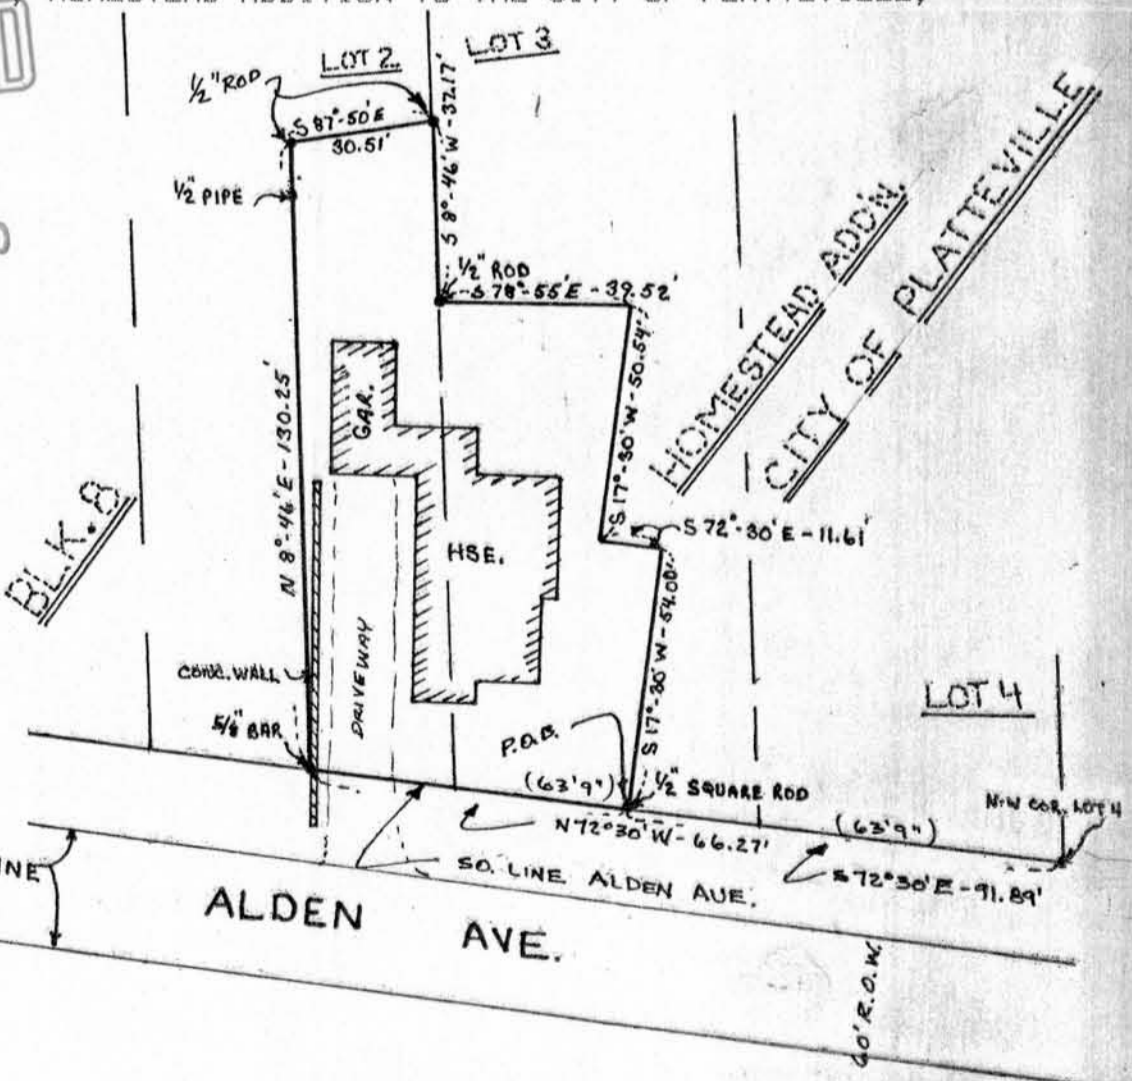 LOT 2
LOT 3
1/2" ROD
S 87°-50' E
30.51'
S 8°-46' W - 37.17'
1/2" PIPE
1/2" ROD
S 78°-55' E - 39.52'
HOMESTEAD ADD'N.
CITY OF PLATTEVILLE
GAR.
S 17°-30' W - 50.54'
N 8°-46' E - 130.25'
BLK. 8
S 72°-30' E - 11.61'
HSE.
DRIVEWAY
S 17°-30' W - 54.00'
CONC. WALL
LOT 4
5/8" BAR
P.O.B.
(63'9")
1/2" SQUARE ROD
N.W COR. LOT 4
N 72°30' W - 66.27'
(63'9")
SO. LINE ALDEN AVE.
S 72°30' E - 91.89'
ALDEN AVE.
60' R.O.W.